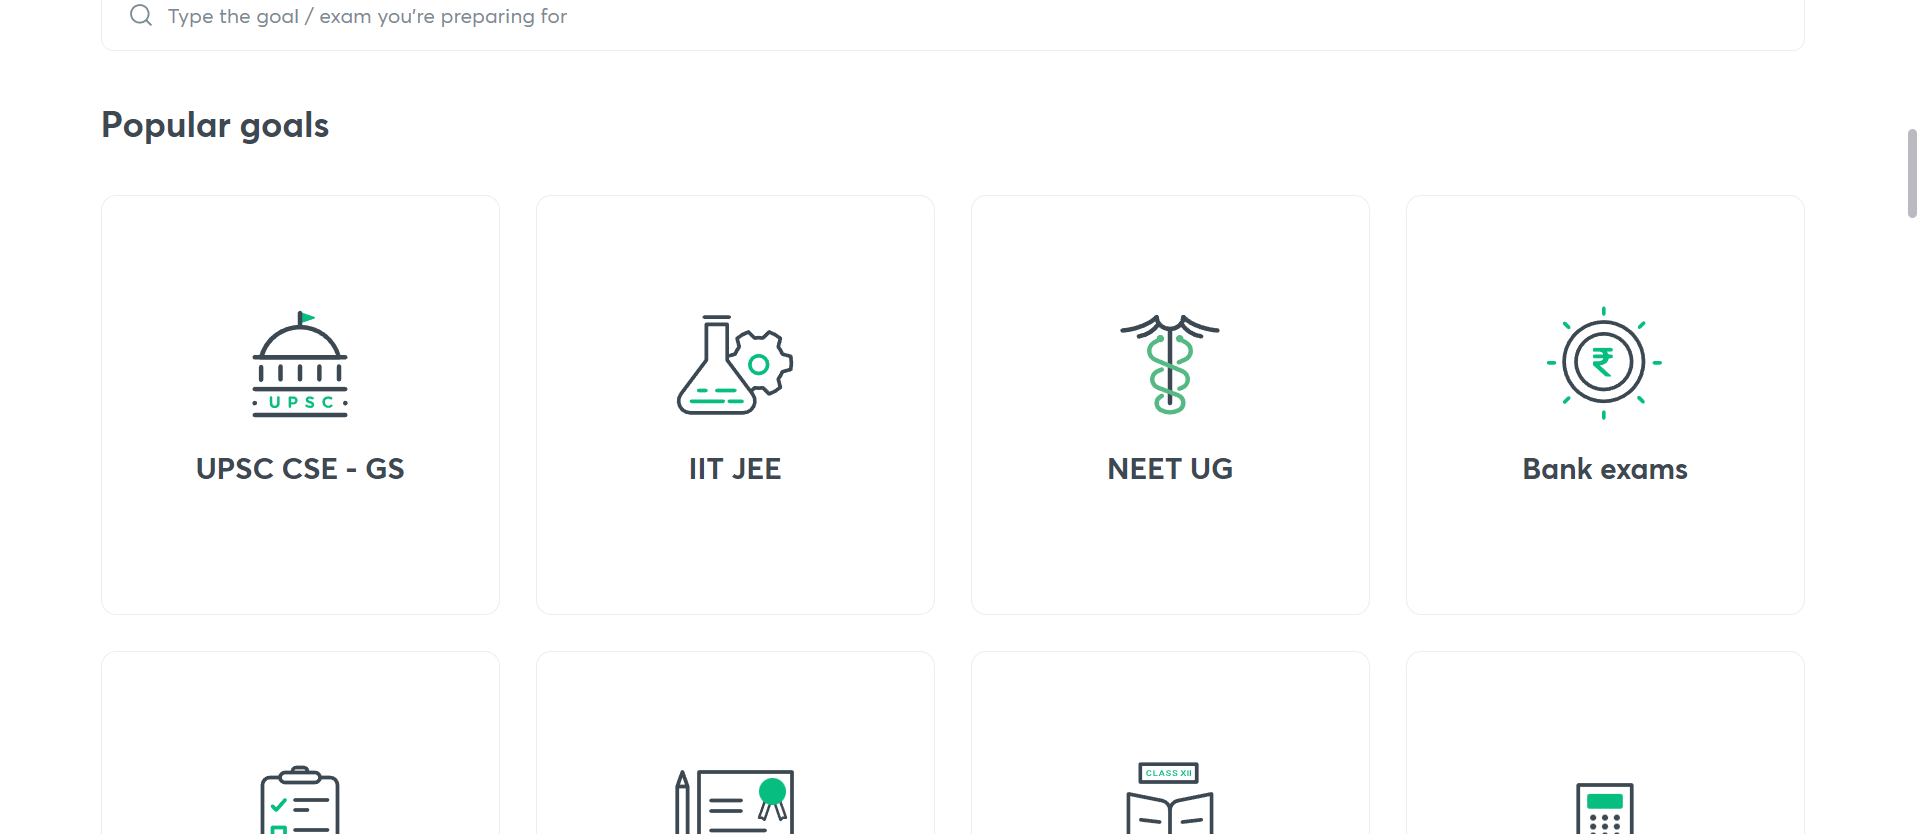 Type the goal / exam you're preparing for
Popular goals
UPSC
UPSC CSE - GS
IIT JEE
NEET UG
₹
Bank exams
CLASS XII